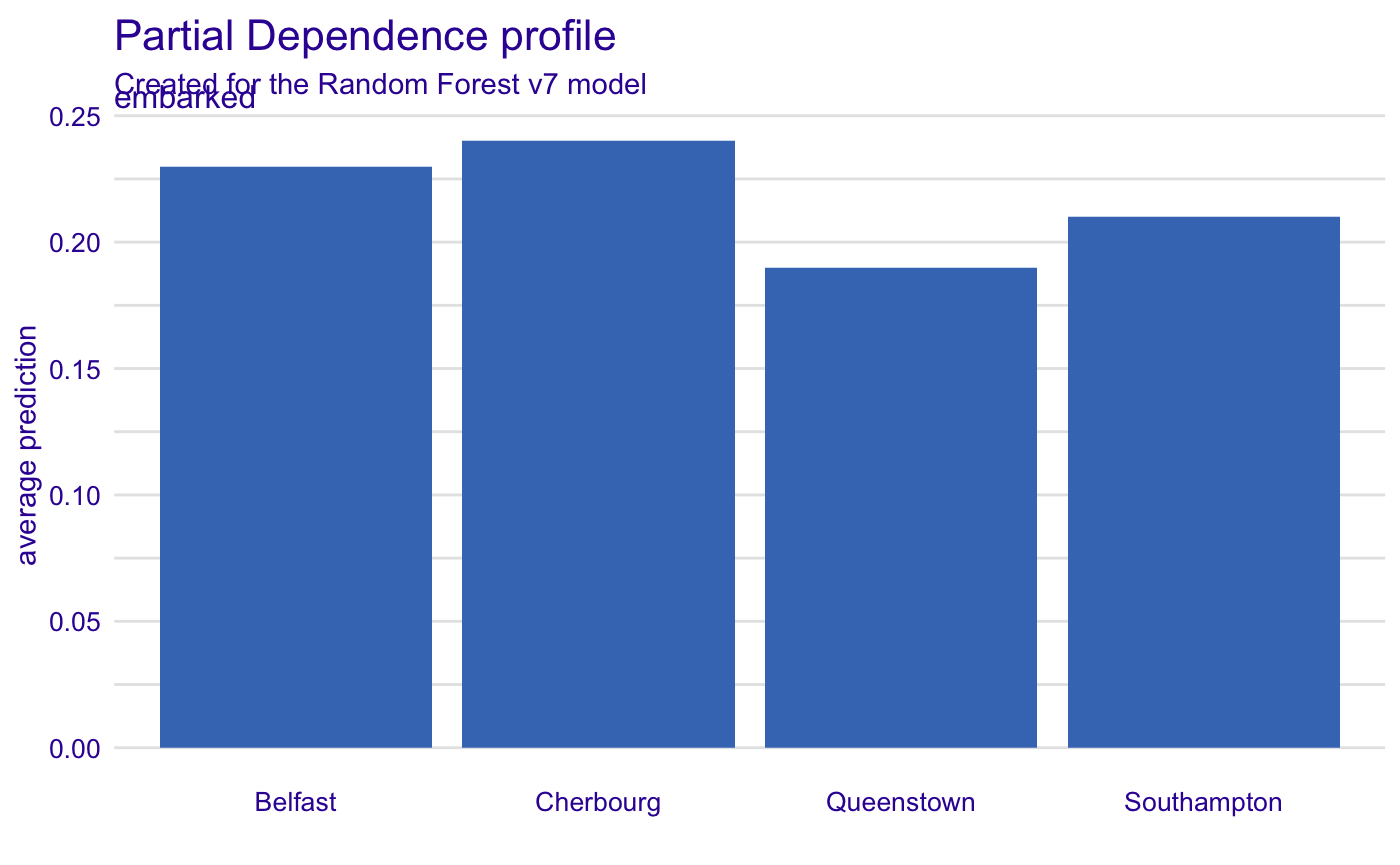 Partial Dependence profile
Created for the Random Forest v7 model
embarked
0.25
0.20
0.15
0.10
0.05
0.00
average prediction
Belfast Cherbourg Queenstown Southampton